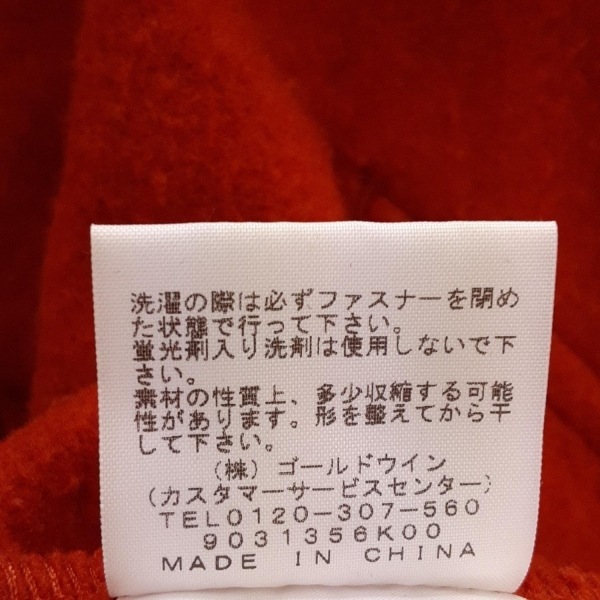 洗濯の際は必ずファスナーを閉め
た状態で行って下さい。
蛍光剤入り洗剤は使用しないで下
さい。
素材の性質上、多少収縮する可能
性があります。形を整えてから干
して下さい。
(株)ゴールドウイン
(カスタマーサービスセンター)
TEL0120-307-560
9031356K00
MADE IN CHINA